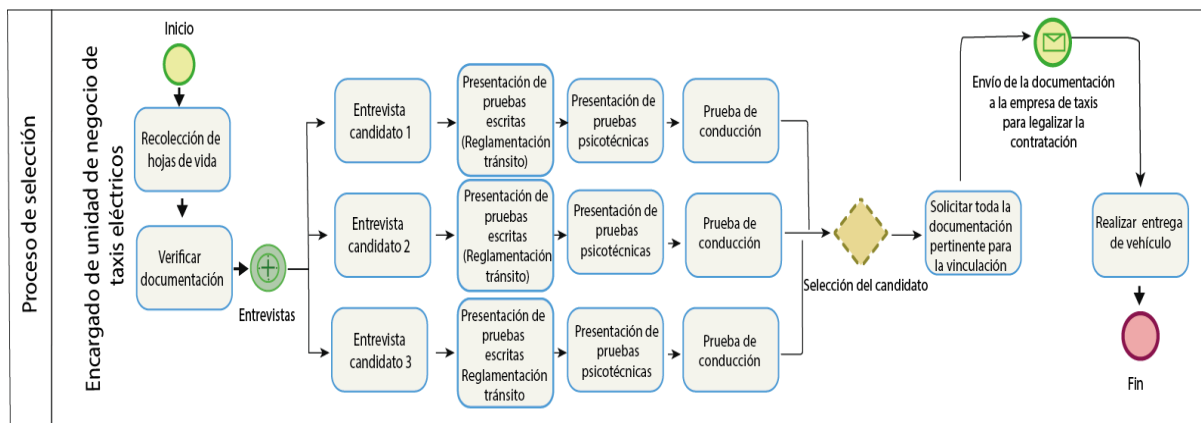 Proceso de selección
Encargado de unidad de negocio de
taxis eléctricos
Inicio
Recolección de
hojas de vida
Verificar
documentación
Entrevistas
Entrevista
candidato 1
Presentación de
pruebas
escritas
(Reglamentación
tránsito)
Presentación de
pruebas
psicotécnicas
Prueba de
conducción
Entrevista
candidato 2
Presentación de
pruebas
escritas
(Reglamentación
tránsito)
Presentación de
pruebas
psicotécnicas
Prueba de
conducción
Entrevista
candidato 3
Presentación de
pruebas
escritas
Reglamentación
tránsito
Presentación de
pruebas
psicotécnicas
Prueba de
conducción
Selección del candidato
Solicitar toda la
documentación
pertinente para
la vinculación
Envío de la documentación
a la empresa de taxis
para legalizar la
contratación
Realizar entrega
de vehículo
Fin